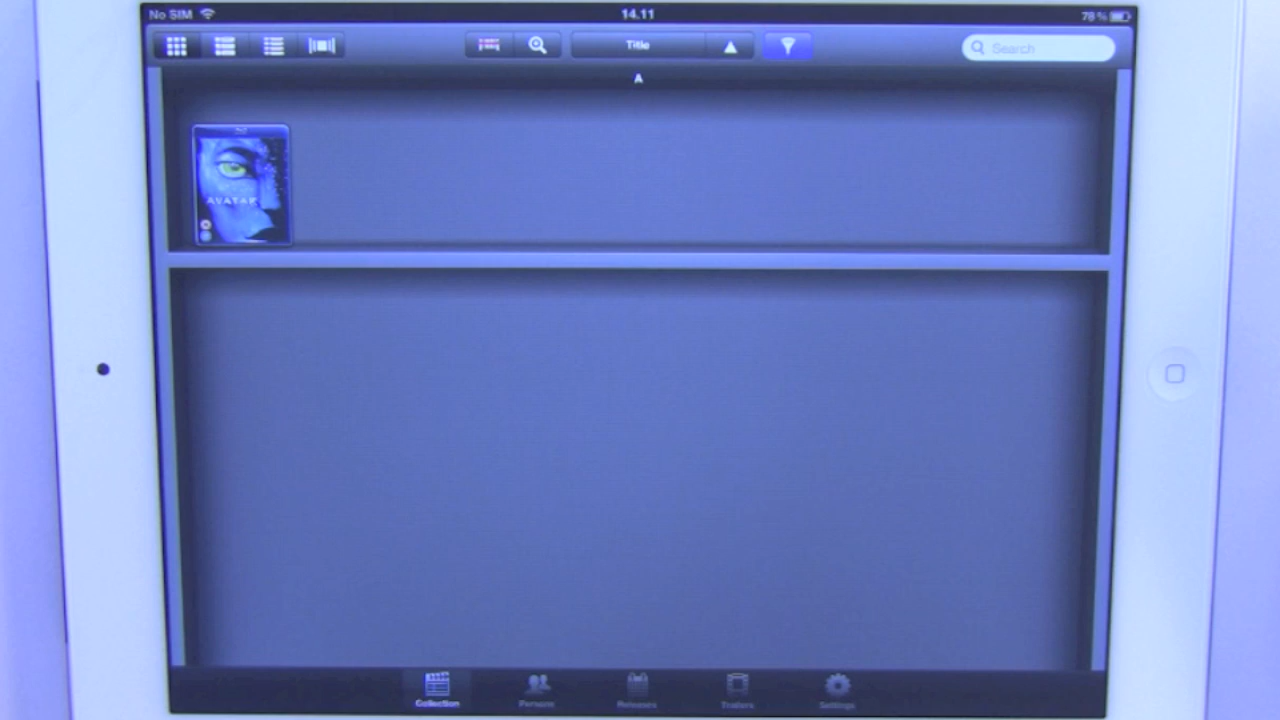 No SIM 14.11 78%
Title Search
A
AVATAR
Collection Persons Releases Trailers Settings